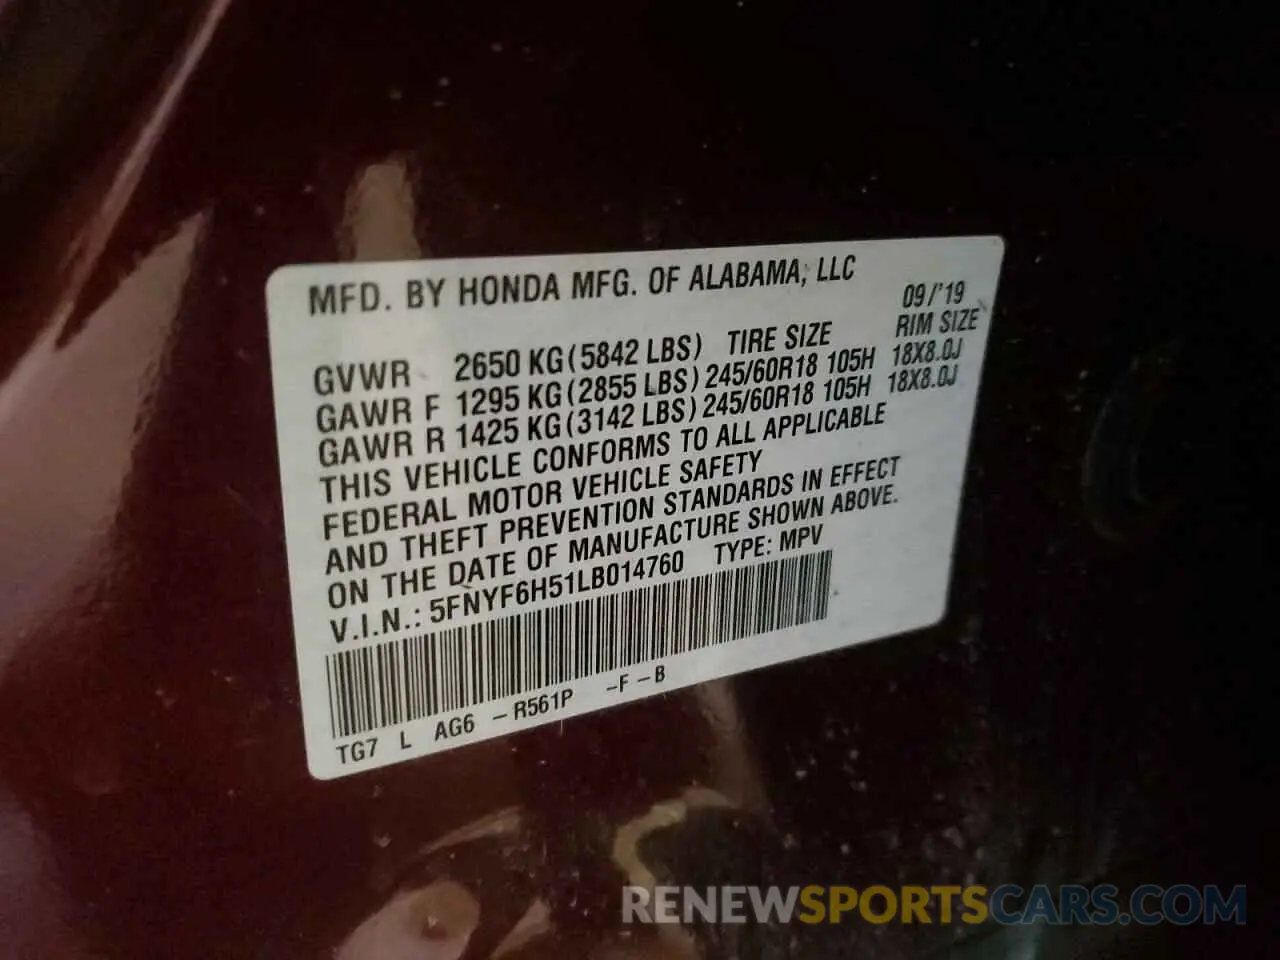 MFD. BY HONDA MFG. OF ALABAMA, LLC
09/'19
GVWR 2650 KG(5842 LBS) TIRE SIZE RIM SIZE
GAWR F 1295 KG(2855 LBS) 245/60R18 105H 18X8.0J
GAWR R 1425 KG(3142 LBS) 245/60R18 105H 18X8.0J
THIS VEHICLE CONFORMS TO ALL APPLICABLE
FEDERAL MOTOR VEHICLE SAFETY
AND THEFT PREVENTION STANDARDS IN EFFECT
ON THE DATE OF MANUFACTURE SHOWN ABOVE.
V.I.N.: 5FNYF6H51LB014760 TYPE: MPV
TG7 L AG6 -R561P -F-B
RENEWSPORTSCARS.COM